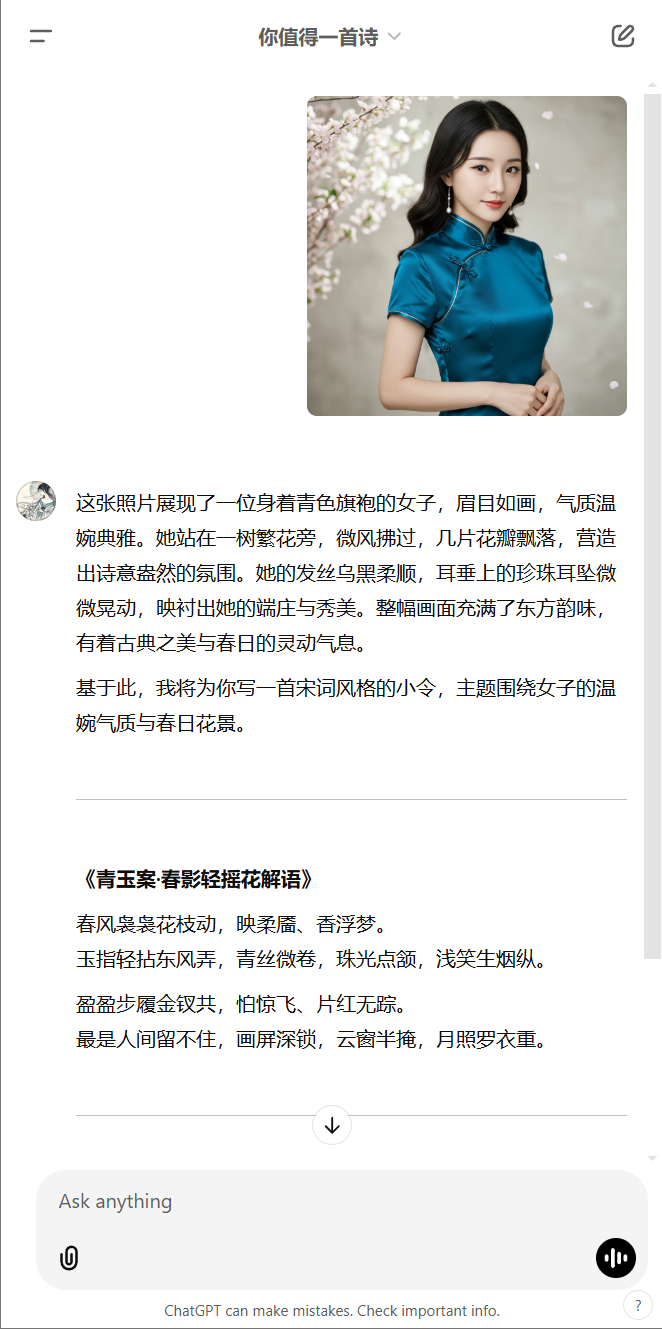 你值得一首诗
这张照片展现了一位身着青色旗袍的女子，眉目如画，气质温
婉典雅。她站在一树繁花旁，微风拂过，几片花瓣飘落，营造
出诗意盎然的氛围。她的发丝乌黑柔顺，耳垂上的珍珠耳坠微
微晃动，映衬出她的端庄与秀美。整幅画面充满了东方韵味，
有着古典之美与春日的灵动气息。
基于此，我将为你写一首宋词风格的小令，主题围绕女子的温
婉气质与春日花景。
《青玉案·春影轻摇花解语》
春风袅袅花枝动，映柔靥、香浮梦。
玉指轻拈东风弄，青丝微卷，珠光点颔，浅笑生烟纵。
盈盈步履金钗共，怕惊飞、片红无踪。
最是人间留不住，画屏深锁，云窗半掩，月照罗衣重。
Ask anything
ChatGPT can make mistakes. Check important info.
?